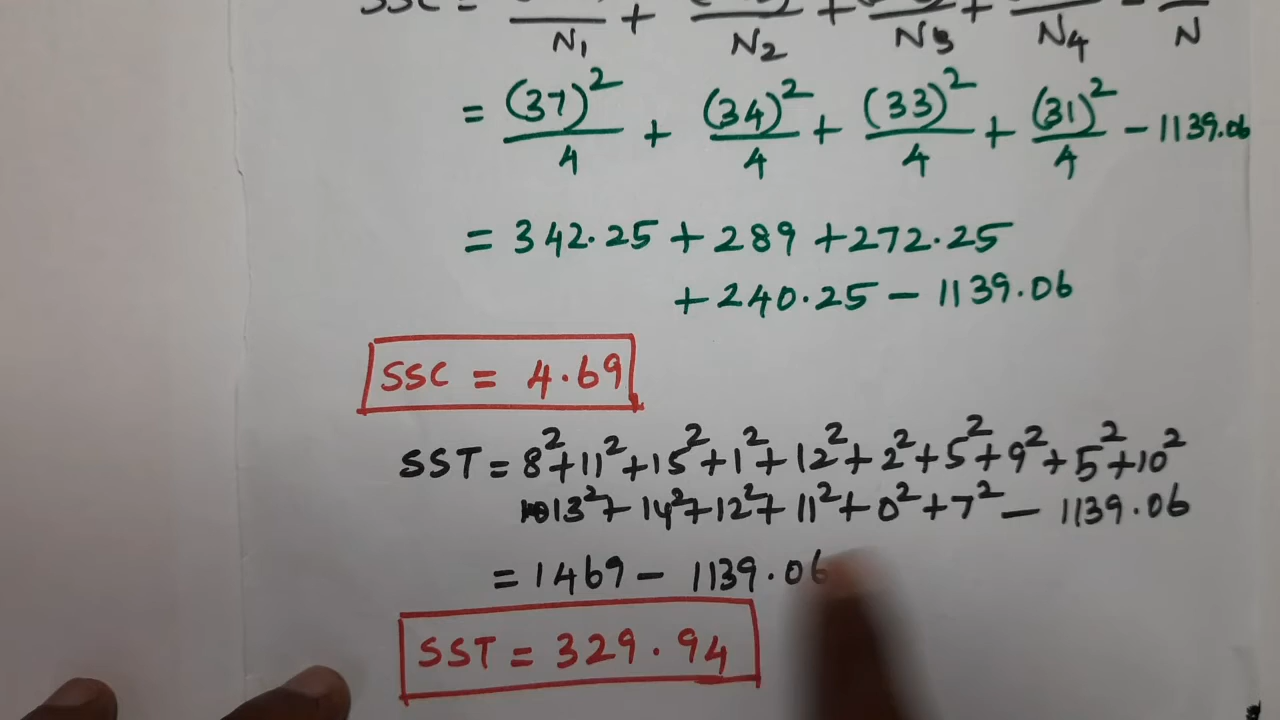 SSC =
N₁ + N₂ + N₃ + N₄ - N
= (37)²/4 + (34)²/4 + (33)²/4 + (31)²/4 - 1139.06
= 342.25 + 289 + 272.25
+ 240.25 - 1139.06
SSC = 4.69
SST = 8² + 11² + 15² + 1² + 12² + 2² + 5² + 9² + 5² + 10²
13² + 14² + 12² + 11² + 0² + 7² - 1139.06
= 1469 - 1139.06
SST = 329.94